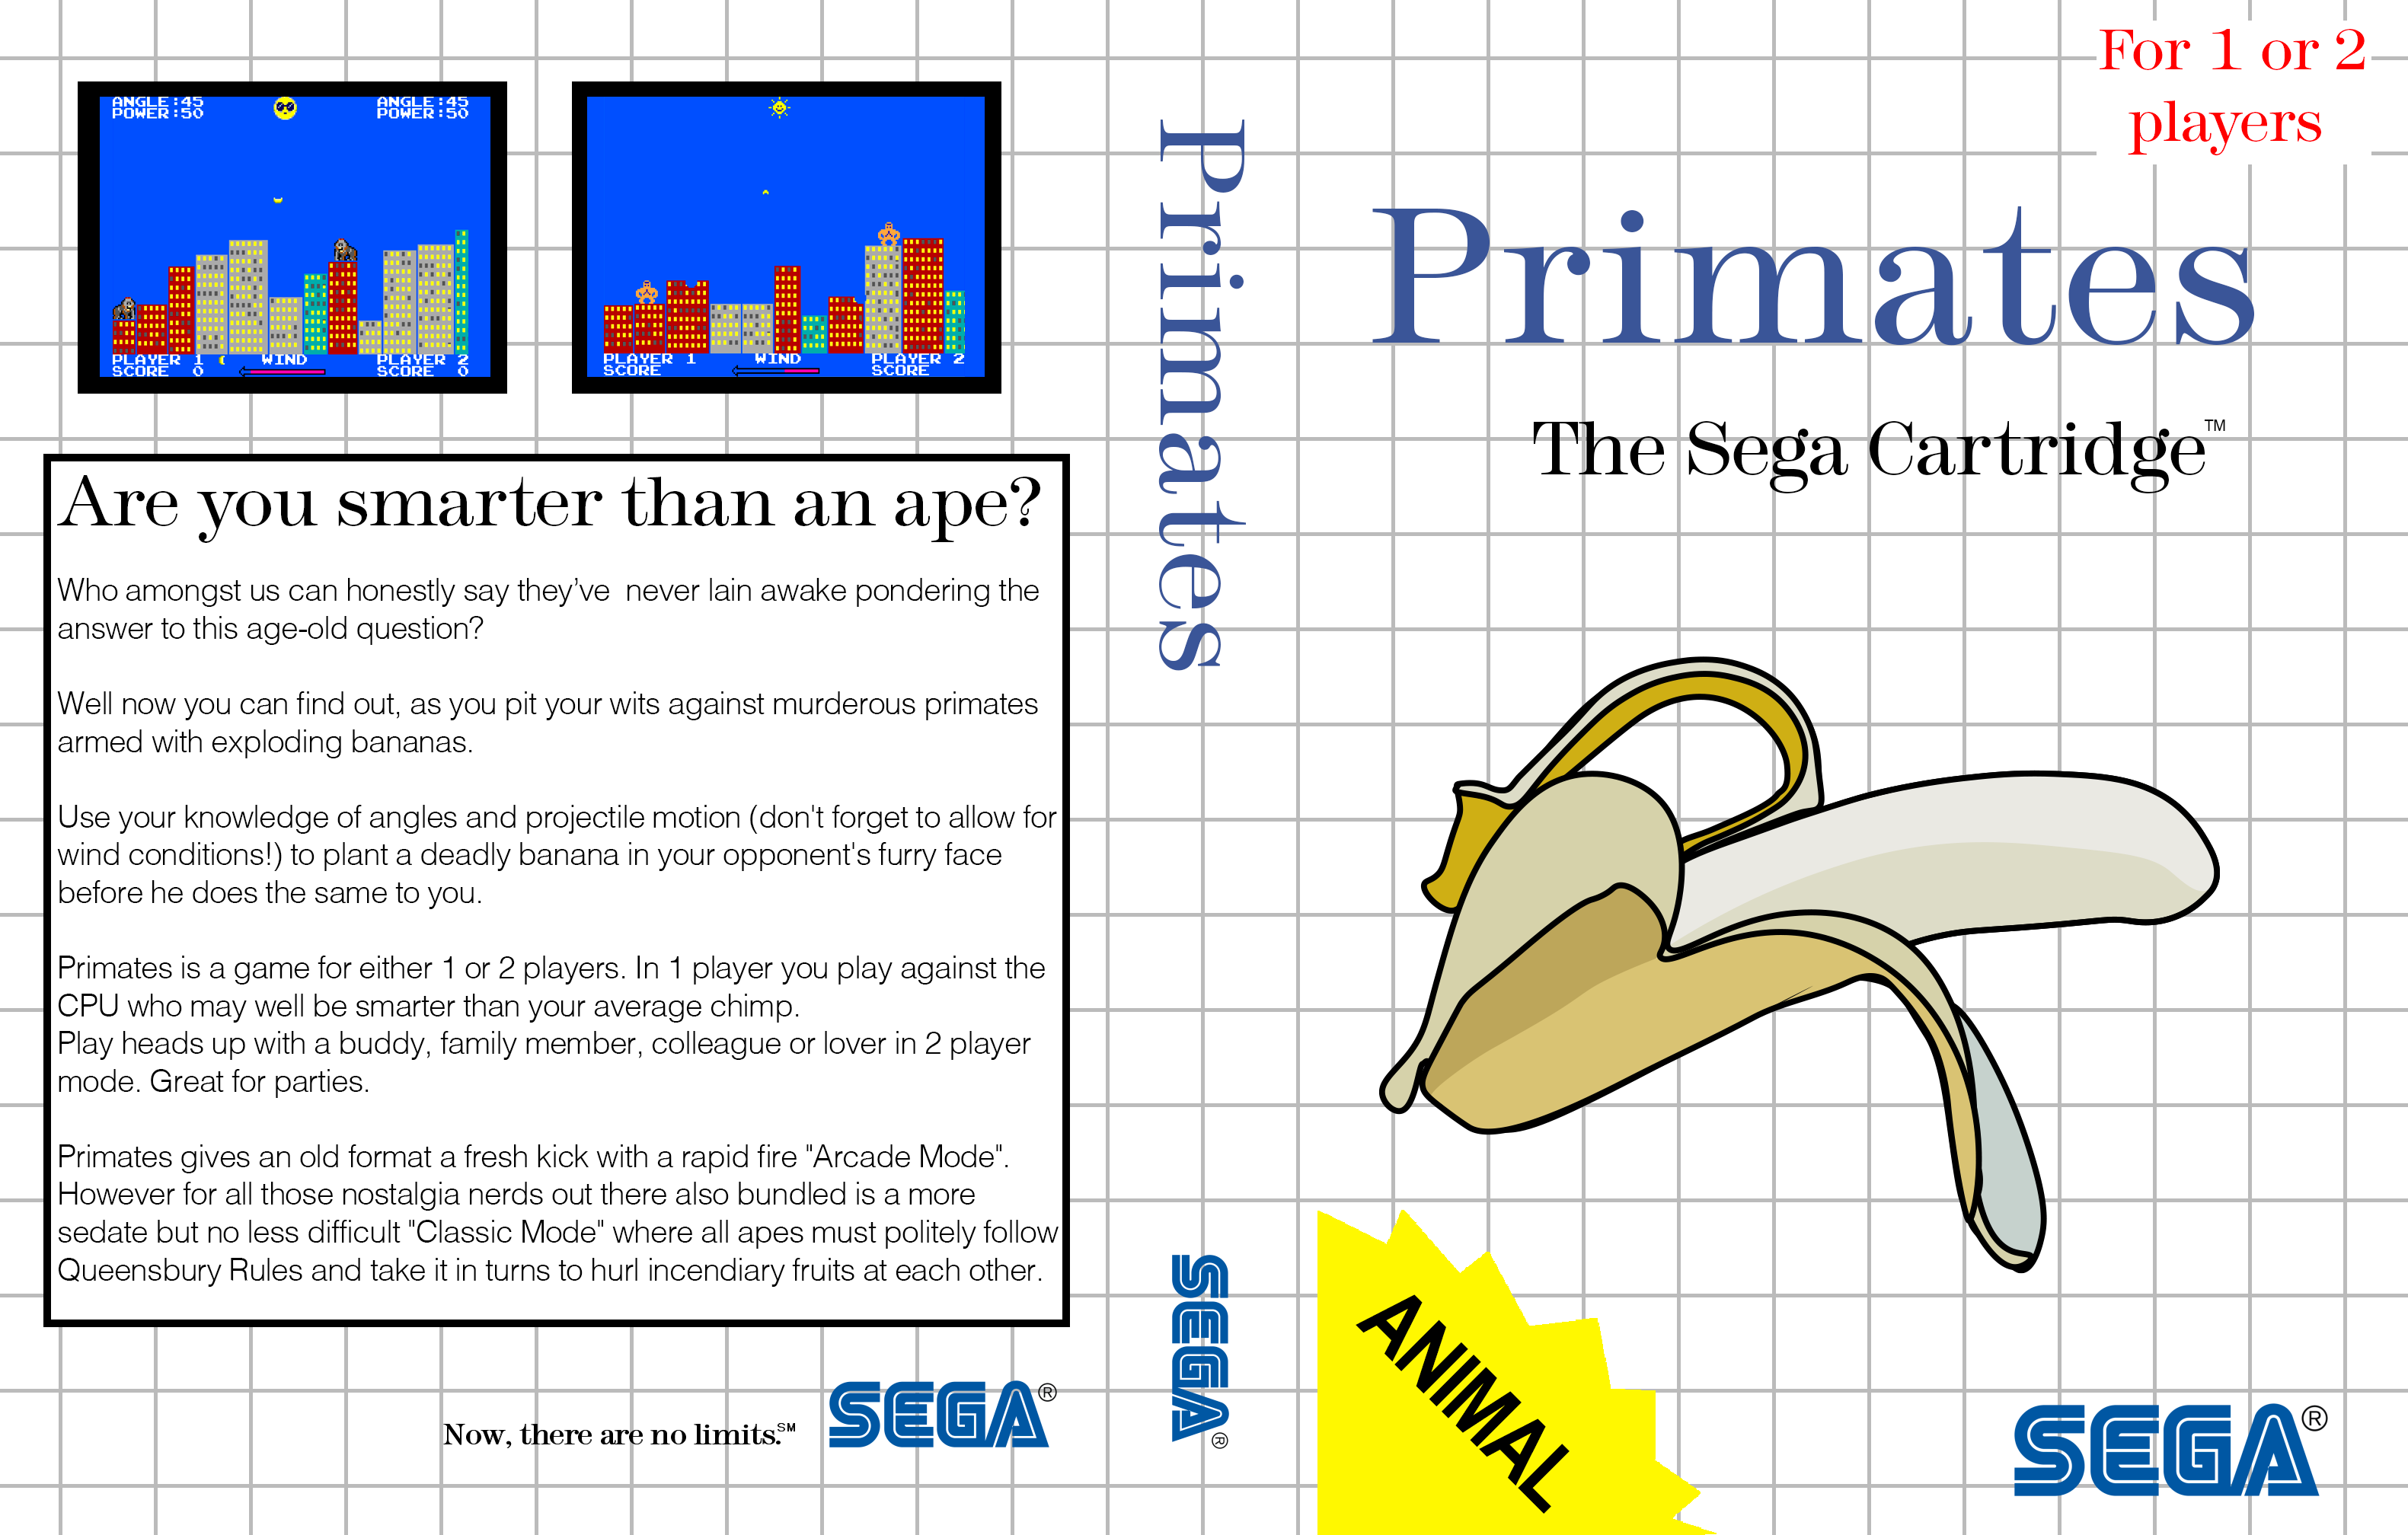 ANGLE:45 ANGLE:45
POWER:50 POWER:50
PLAYER 1 WIND PLAYER 2
SCORE 0 SCORE 0
PLAYER 1 WIND PLAYER 2
SCORE SCORE
Are you smarter than an ape?
Who amongst us can honestly say they’ve  never lain awake pondering the
answer to this age-old question?
Well now you can find out, as you pit your wits against murderous primates
armed with exploding bananas.
Use your knowledge of angles and projectile motion (don't forget to allow for
wind conditions!) to plant a deadly banana in your opponent's furry face
before he does the same to you.
Primates is a game for either 1 or 2 players. In 1 player you play against the
CPU who may well be smarter than your average chimp.
Play heads up with a buddy, family member, colleague or lover in 2 player
mode. Great for parties.
Primates gives an old format a fresh kick with a rapid fire "Arcade Mode".
However for all those nostalgia nerds out there also bundled is a more
sedate but no less difficult "Classic Mode" where all apes must politely follow
Queensbury Rules and take it in turns to hurl incendiary fruits at each other.
Now, there are no limits.℠ SEGA®
Primates
SEGA®
For 1 or 2
players
Primates
The Sega Cartridge™
ANIMAL
SEGA®